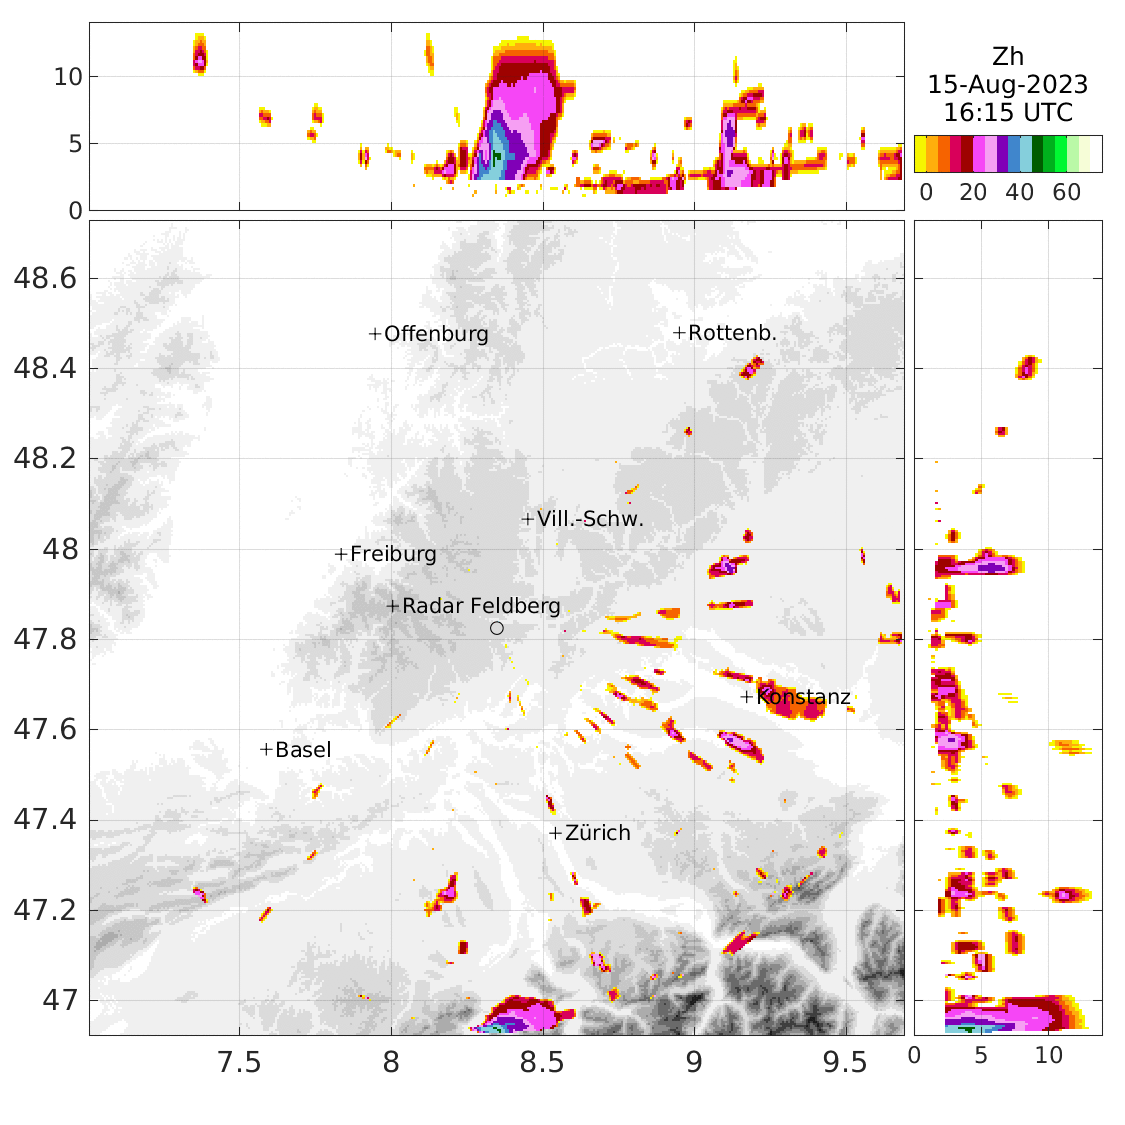 10
5
0
Zh
15-Aug-2023
16:15 UTC
0 20 40 60
48.6
48.4
48.2
48
47.8
47.6
47.4
47.2
47
Offenburg
Rottenb.
Vill.-Schw.
Freiburg
Radar Feldberg
Konstanz
Basel
Zürich
7.5 8 8.5 9 9.5
0 5 10